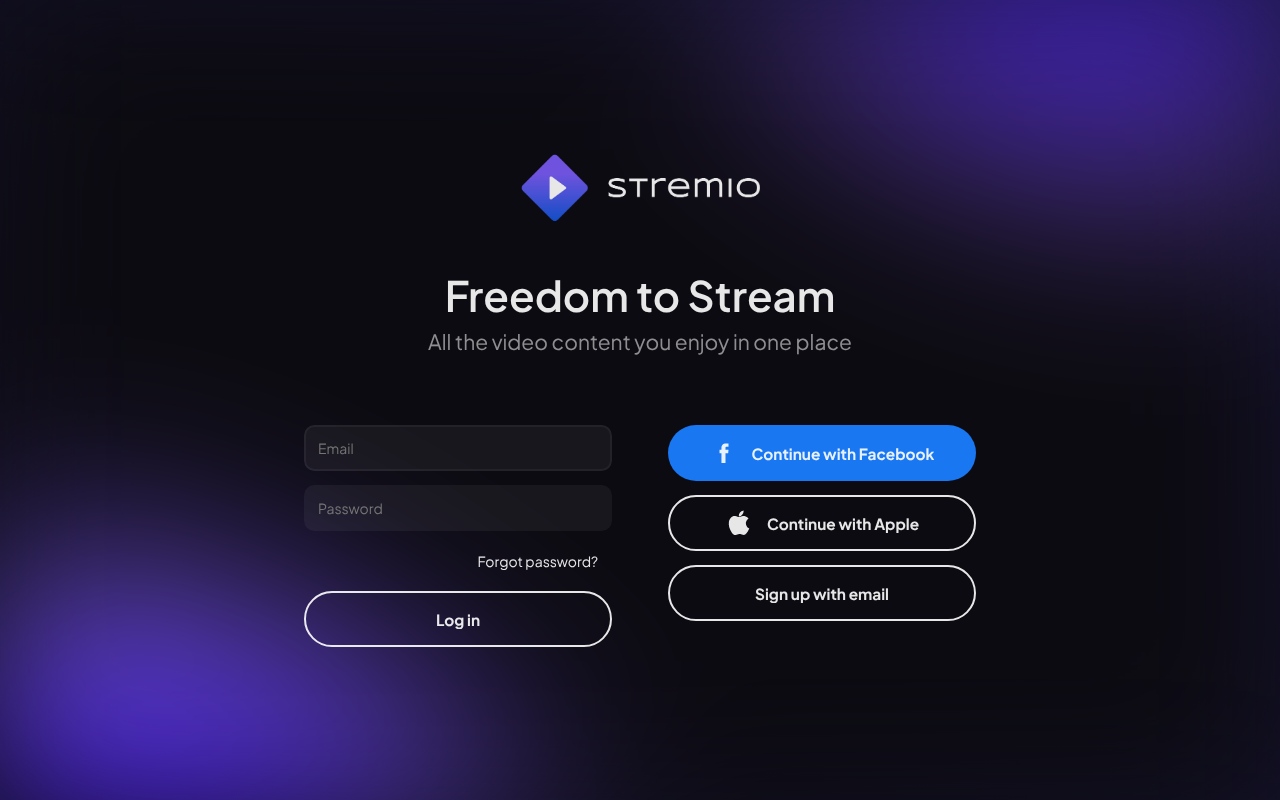 stremio
Freedom to Stream
All the video content you enjoy in one place
Email
Password
Forgot password?
Log in
Continue with Facebook
Continue with Apple
Sign up with email